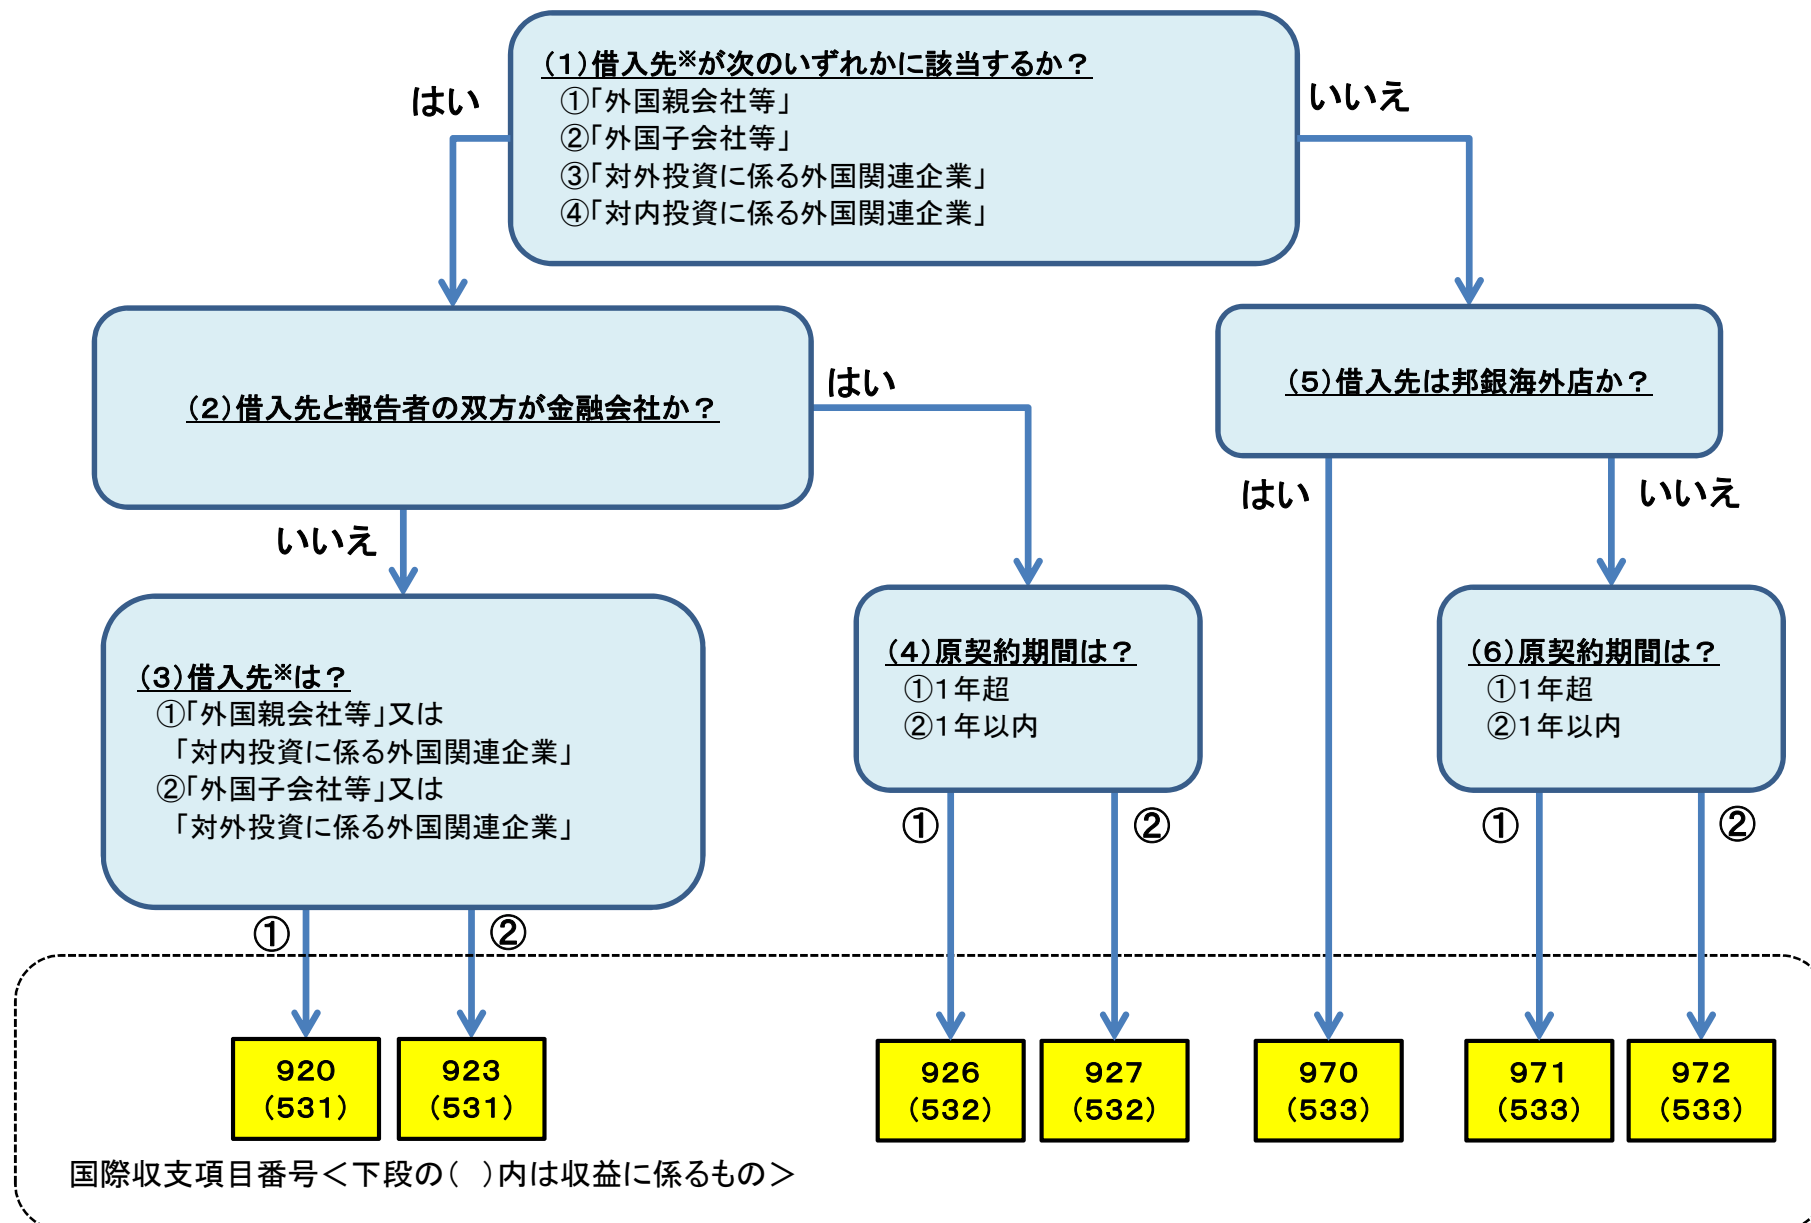 (1)借入先※が次のいずれかに該当するか？
①「外国親会社等」
②「外国子会社等」
③「対外投資に係る外国関連企業」
④「対内投資に係る外国関連企業」
はい
いいえ
(2)借入先と報告者の双方が金融会社か？
はい
いいえ
(5)借入先は邦銀海外店か？
はい
いいえ
(3)借入先※は？
①「外国親会社等」又は
「対内投資に係る外国関連企業」
②「外国子会社等」又は
「対外投資に係る外国関連企業」
(4)原契約期間は？
①１年超
②１年以内
(6)原契約期間は？
①１年超
②１年以内
①
②
①
②
①
②
920
(531)
923
(531)
926
(532)
927
(532)
970
(533)
971
(533)
972
(533)
国際収支項目番号＜下段の(　)内は収益に係るもの＞